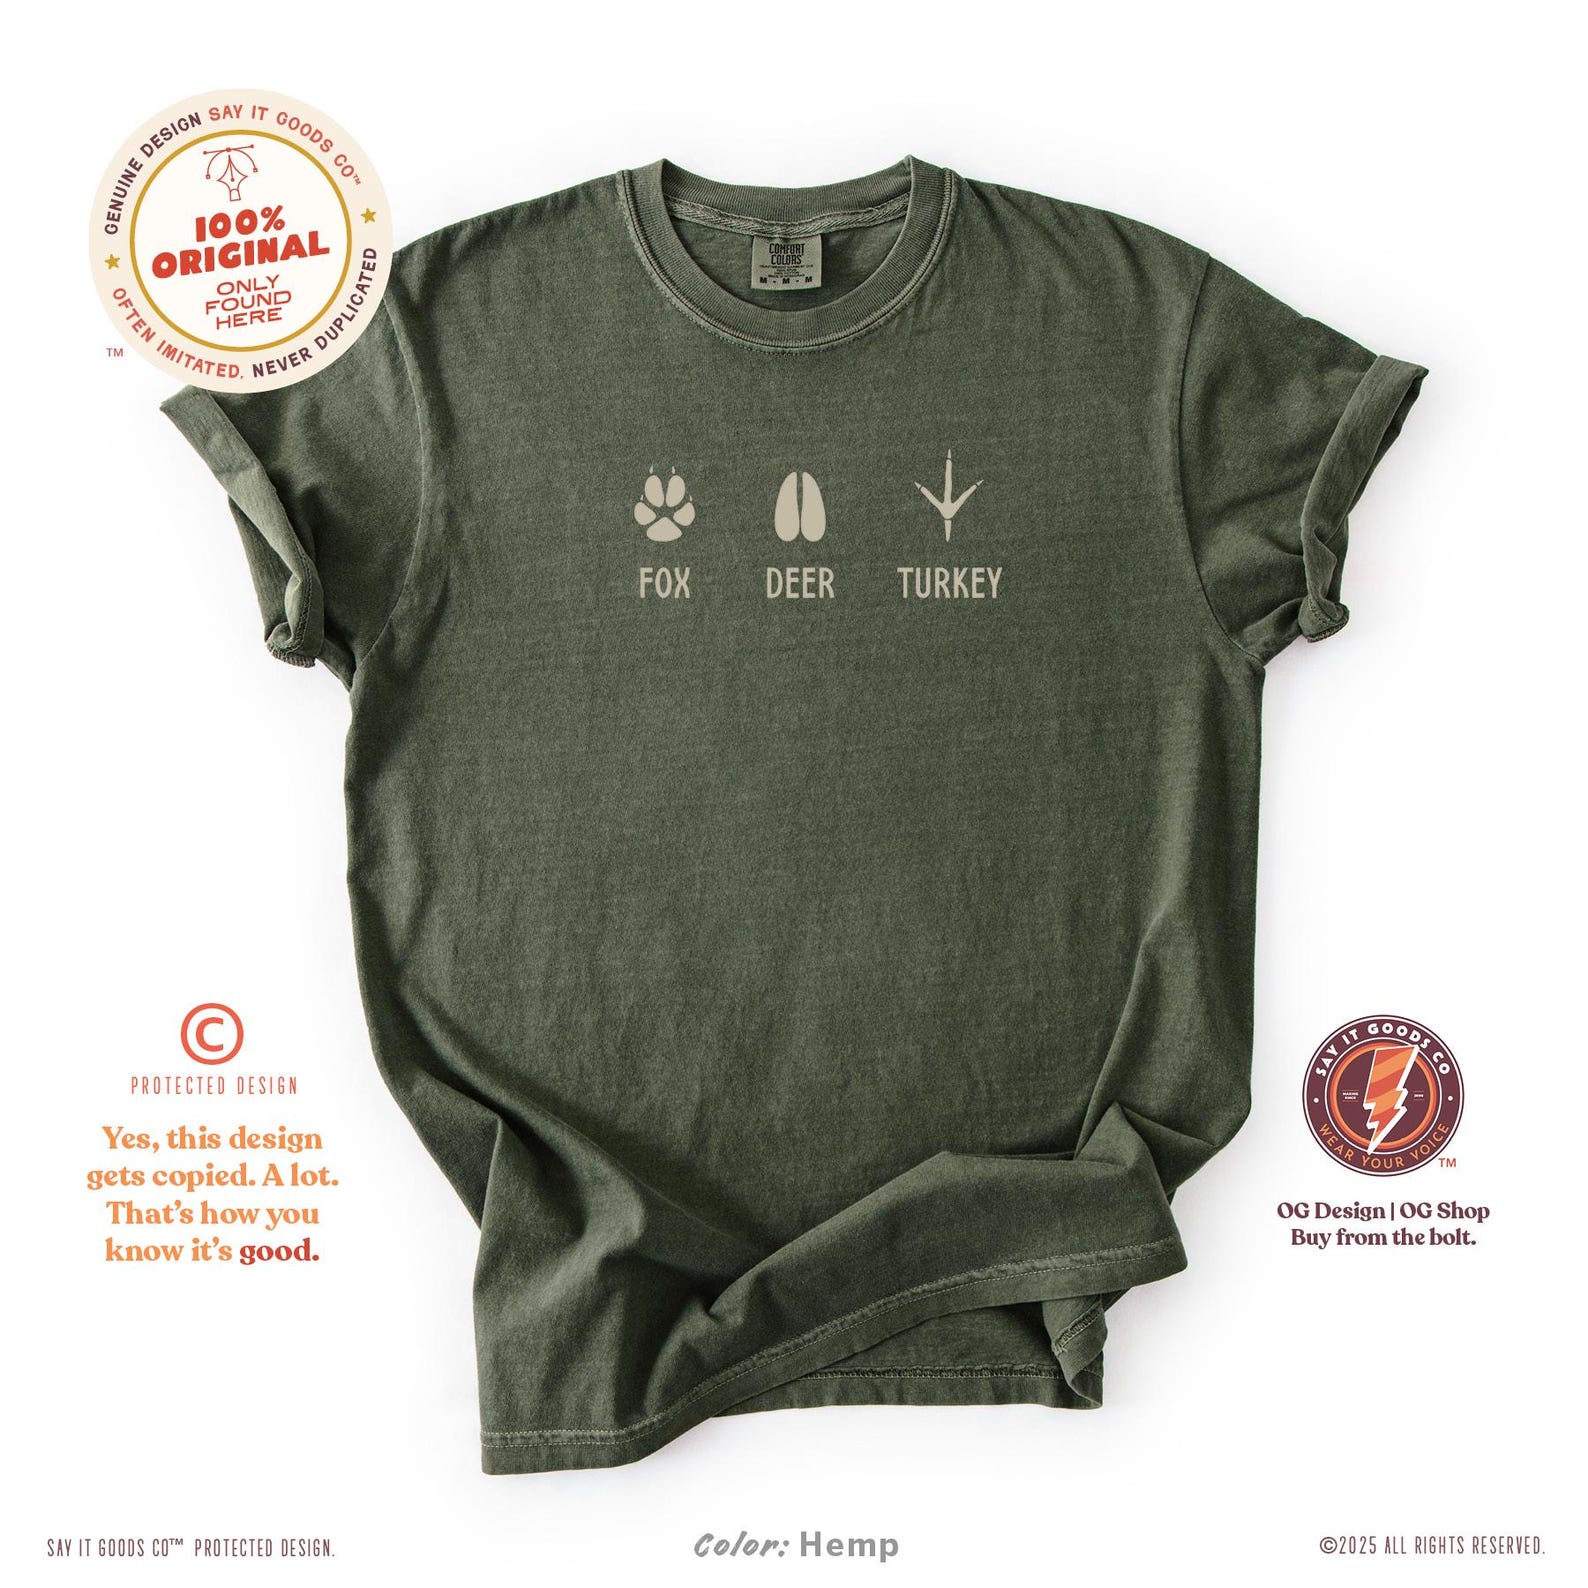 GENUINE DESIGN SAY IT GOODS CO™
100%
ORIGINAL
ONLY
FOUND
HERE
OFTEN IMITATED, NEVER DUPLICATED
TM
COMFORT
COLORS
M - M - M
FOX DEER TURKEY
©
PROTECTED DESIGN
Yes, this design
gets copied. A lot.
That's how you
know it's good.
SAY IT GOODS CO
WEAR YOUR VOICE
TM
OG Design | OG Shop
Buy from the bolt.
SAY IT GOODS CO™ PROTECTED DESIGN.
Color: Hemp
©2025 ALL RIGHTS RESERVED.